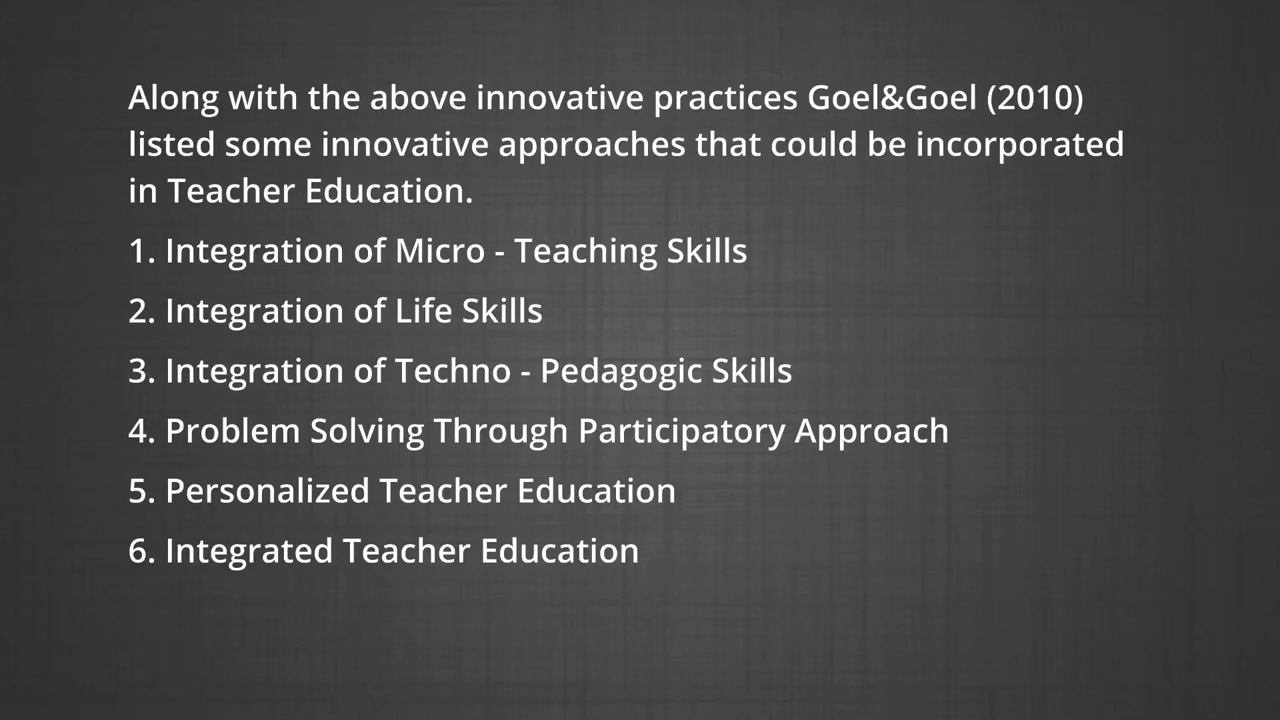 Along with the above innovative practices Goel&Goel (2010)
listed some innovative approaches that could be incorporated
in Teacher Education.
1. Integration of Micro - Teaching Skills
2. Integration of Life Skills
3. Integration of Techno - Pedagogic Skills
4. Problem Solving Through Participatory Approach
5. Personalized Teacher Education
6. Integrated Teacher Education